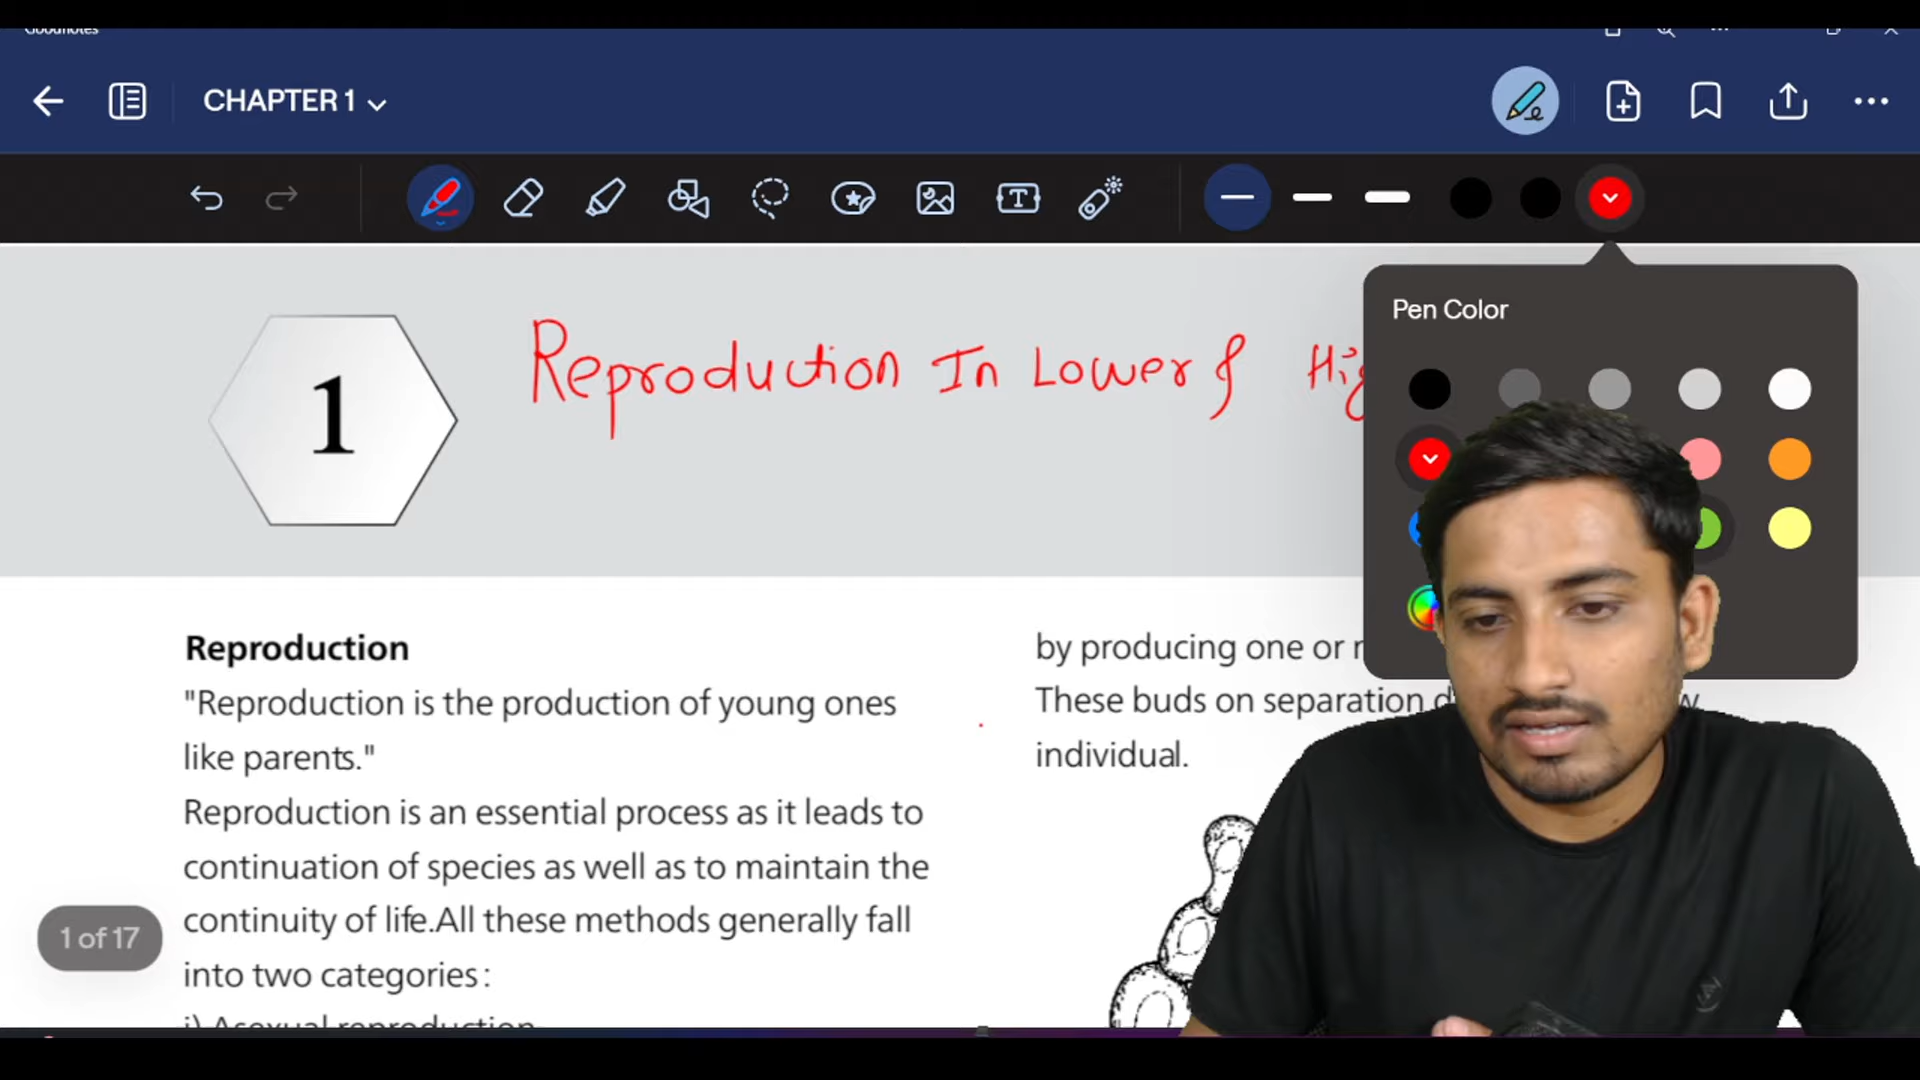 Goodnotes
CHAPTER 1
Pen Color
1
Reproduction In Lower &
Reproduction
"Reproduction is the production of young ones
like parents."
Reproduction is an essential process as it leads to
continuation of species as well as to maintain the
continuity of life.All these methods generally fall
into two categories :
i) Asexual reproduction
by producing one or
These buds on separation
individual.
1 of 17